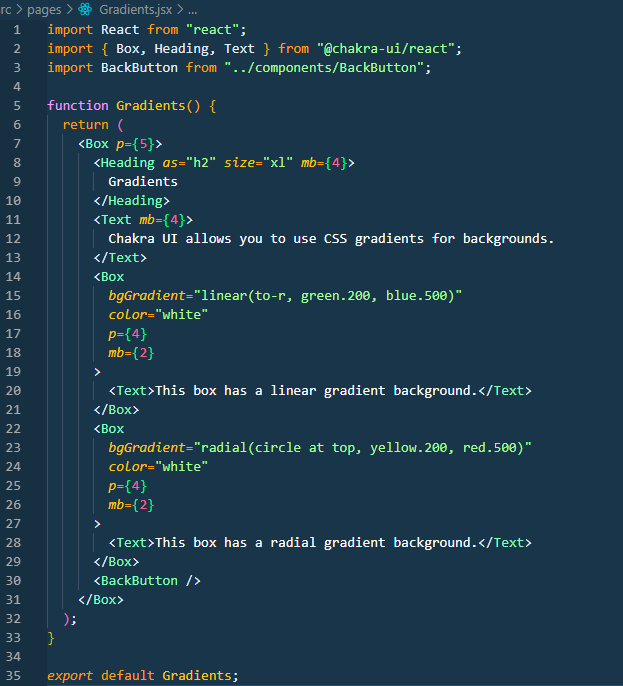 rc > pages > Gradients.jsx > ...
1 import React from "react";
2 import { Box, Heading, Text } from "@chakra-ui/react";
3 import BackButton from "../components/BackButton";
4
5 function Gradients() {
6   return (
7     <Box p={5}>
8       <Heading as="h2" size="xl" mb={4}>
9         Gradients
10       </Heading>
11       <Text mb={4}>
12         Chakra UI allows you to use CSS gradients for backgrounds.
13       </Text>
14       <Box
15         bgGradient="linear(to-r, green.200, blue.500)"
16         color="white"
17         p={4}
18         mb={2}
19       >
20         <Text>This box has a linear gradient background.</Text>
21       </Box>
22       <Box
23         bgGradient="radial(circle at top, yellow.200, red.500)"
24         color="white"
25         p={4}
26         mb={2}
27       >
28         <Text>This box has a radial gradient background.</Text>
29       </Box>
30       <BackButton />
31     </Box>
32   );
33 }
34
35 export default Gradients;